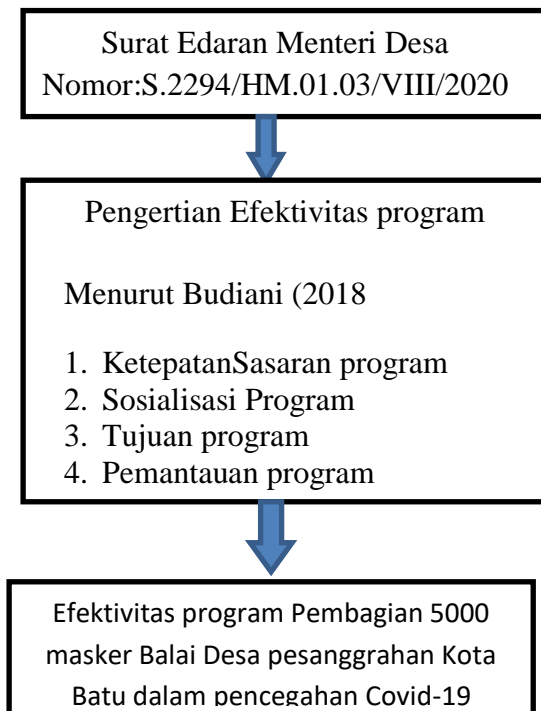 Surat Edaran Menteri Desa
Nomor:S.2294/HM.01.03/VIII/2020
Pengertian Efektivitas program
Menurut Budiani (2018
1. KetepatanSasaran program
2. Sosialisasi Program
3. Tujuan program
4. Pemantauan program
Efektivitas program Pembagian 5000
masker Balai Desa pesanggrahan Kota
Batu dalam pencegahan Covid-19